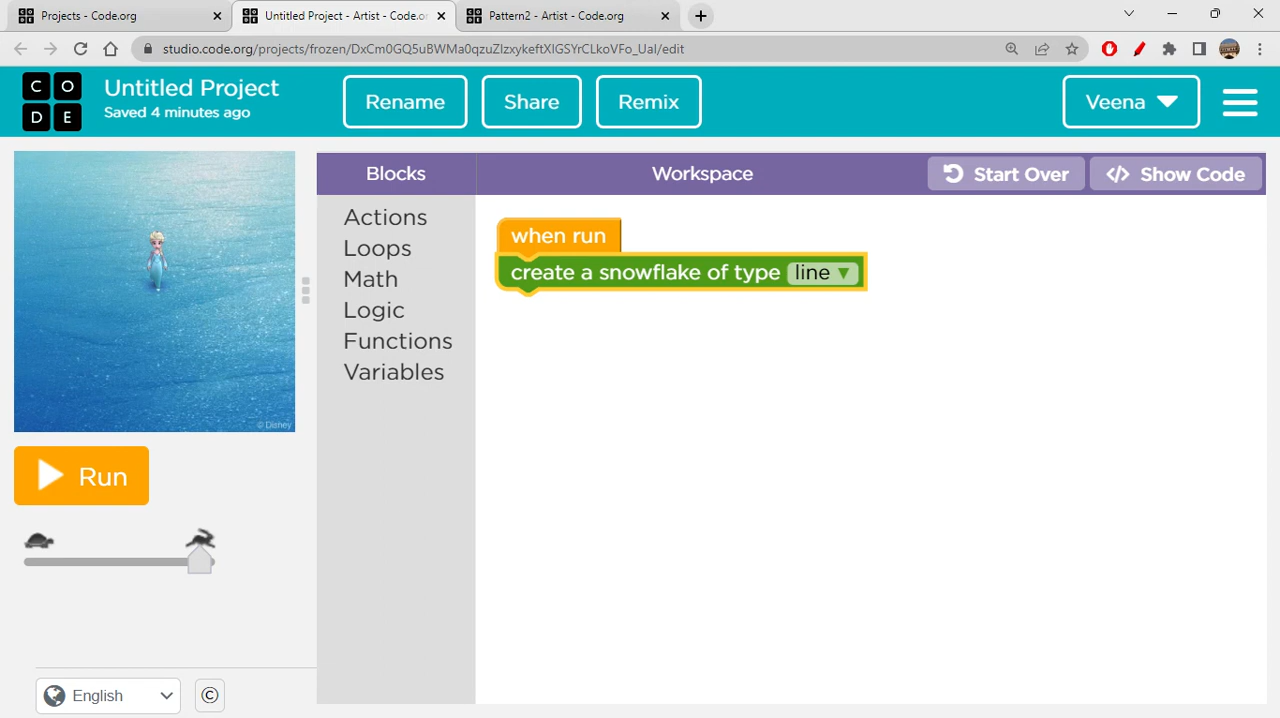 Projects - Code.org
Untitled Project - Artist - Code.or
Pattern2 - Artist - Code.org
studio.code.org/projects/frozen/DxCm0GQ5uBWMa0qzuZIzxykeftXIGSYrCLkoVFo_UaI/edit
CODE
Untitled Project
Saved 4 minutes ago
Rename
Share
Remix
Veena
Blocks
Workspace
Start Over
</> Show Code
Actions
Loops
Math
Logic
Functions
Variables
when run
create a snowflake of type line
© Disney
Run
English
©